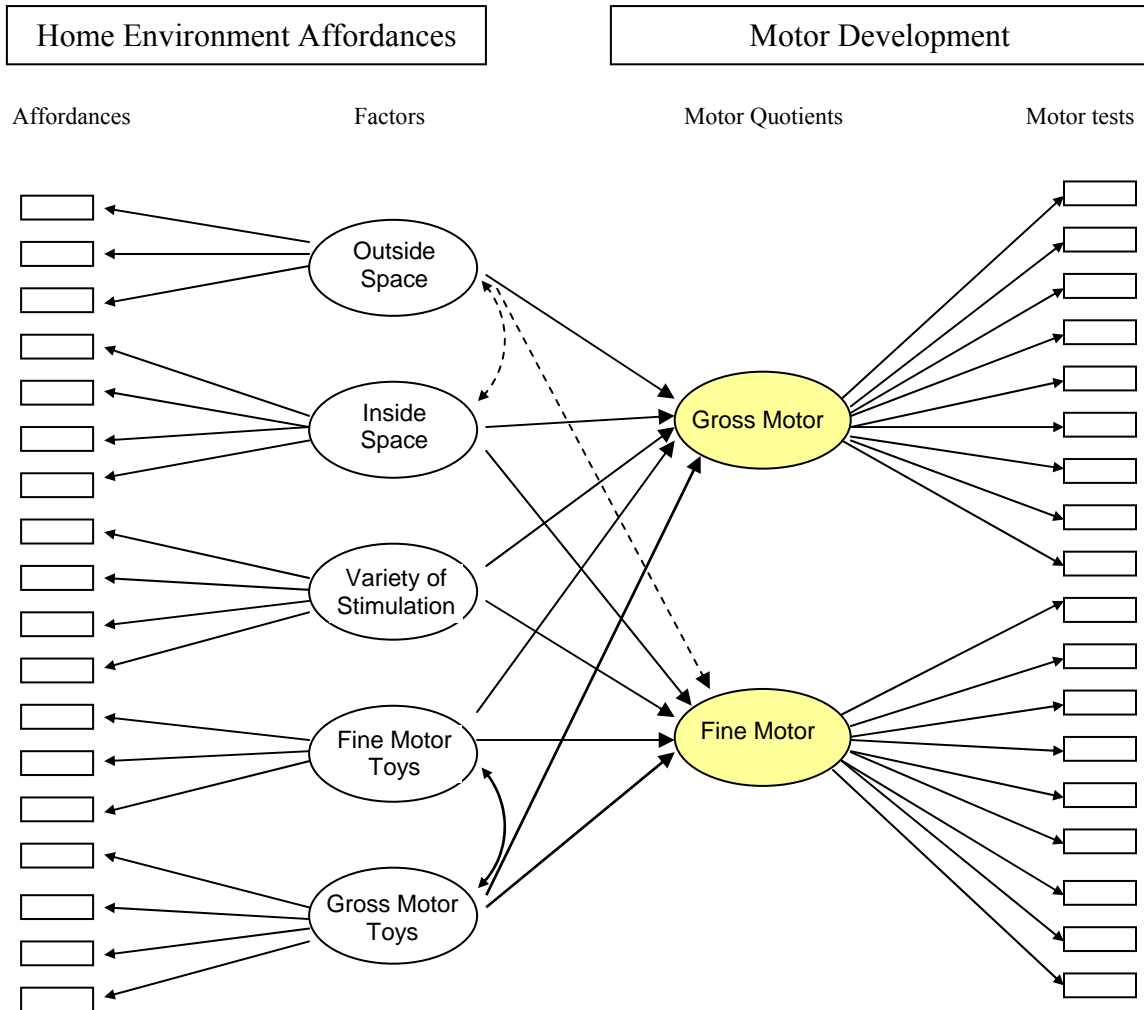 Home Environment Affordances
Motor Development
Affordances
Factors
Motor Quotients
Motor tests
Outside
Space
Inside
Space
Gross Motor
Variety of
Stimulation
Fine Motor
Toys
Fine Motor
Gross Motor
Toys